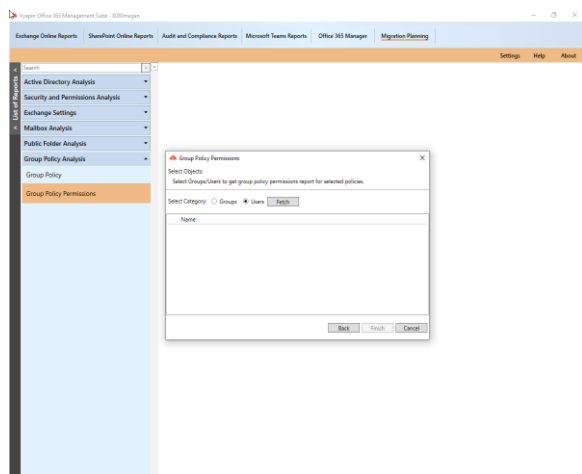 Vyapin Office 365 Management Suite - 8080megan
Exchange Online Reports SharePoint Online Reports Audit and Compliance Reports Microsoft Teams Reports Office 365 Manager Migration Planning
Settings Help About
List of Reports
Search
Active Directory Analysis
Security and Permissions Analysis
Exchange Settings
Mailbox Analysis
Public Folder Analysis
Group Policy Analysis
Group Policy
Group Policy Permissions
Group Policy Permissions
Select Objects:
Select Groups/Users to get group policy permissions report for selected policies.
Select Category: Groups Users Fetch
Name
Back Finish Cancel